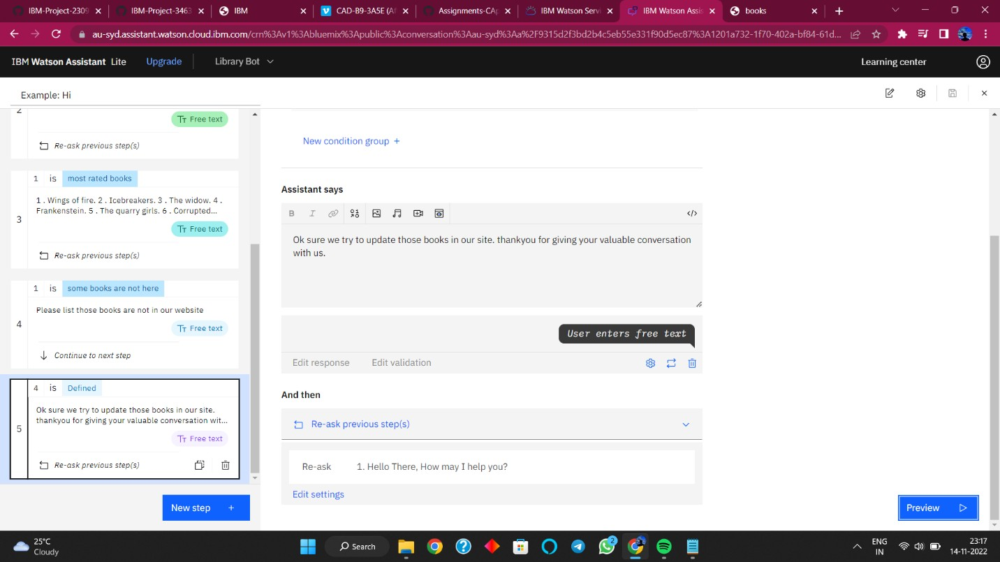 IBM-Project-2309
IBM-Project-3463
IBM
CAD-B9-3A5E (A
Assignments-CA
IBM Watson Serv
IBM Watson Assis
books
au-syd.assistant.watson.cloud.ibm.com/crn%3Av1%3Abluemix%3Apublic%3Aconversation%3Aau-syd%3Aa%2F9315d2f3bd2b4c5eb55e331f90d5ec87%3A1201a732-1f70-402a-bf84-61d...
IBM Watson Assistant Lite
Upgrade
Library Bot
Learning center
Example: Hi
2
Free text
Re-ask previous step(s)
1 is most rated books
3
1 . Wings of fire. 2 . Icebreakers. 3 . The widow. 4 .
Frankenstein. 5 . The quarry girls. 6 . Corrupted...
Free text
Re-ask previous step(s)
1 is some books are not here
4
Please list those books are not in our website
Free text
Continue to next step
4 is Defined
5
Ok sure we try to update those books in our site.
thankyou for giving your valuable conversation wit...
Free text
Re-ask previous step(s)
New step +
New condition group +
Assistant says
B I
Ok sure we try to update those books in our site. thankyou for giving your valuable conversation
with us.
User enters free text
Edit response Edit validation
And then
Re-ask previous step(s)
Re-ask 1. Hello There, How may I help you?
Edit settings
Preview
25°C
Cloudy
Search
2
ENG
IN
23:17
14-11-2022